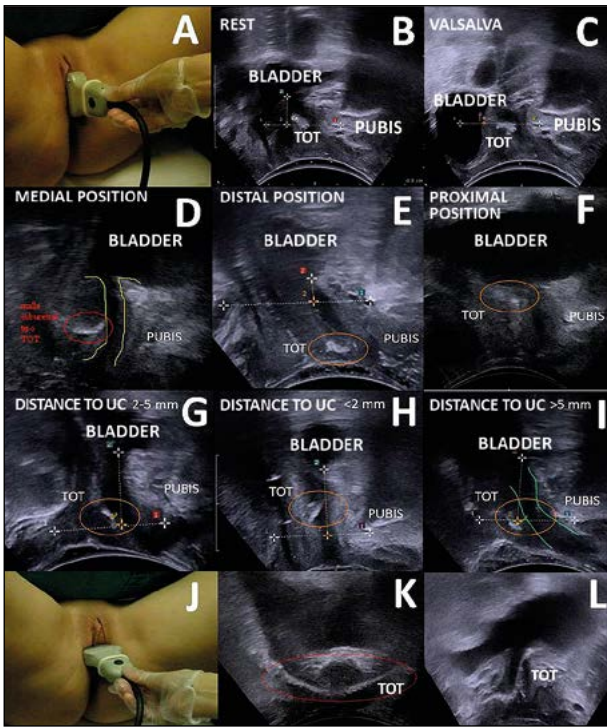 A
REST
B
BLADDER
TOT
PUBIS
VALSALVA
C
BLADDER
TOT
PUBIS
MEDIAL POSITION
D
BLADDER
TOT
PUBIS
DISTAL POSITION
E
BLADDER
TOT
PROXIMAL
POSITION
F
BLADDER
TOT
PUBIS
DISTANCE TO UC 2-5 mm
G
BLADDER
TOT
PUBIS
DISTANCE TO UC <2 mm
H
BLADDER
TOT
PUBIS
DISTANCE TO UC >5 mm
I
BLADDER
TOT
PUBIS
J
K
TOT
L
TOT